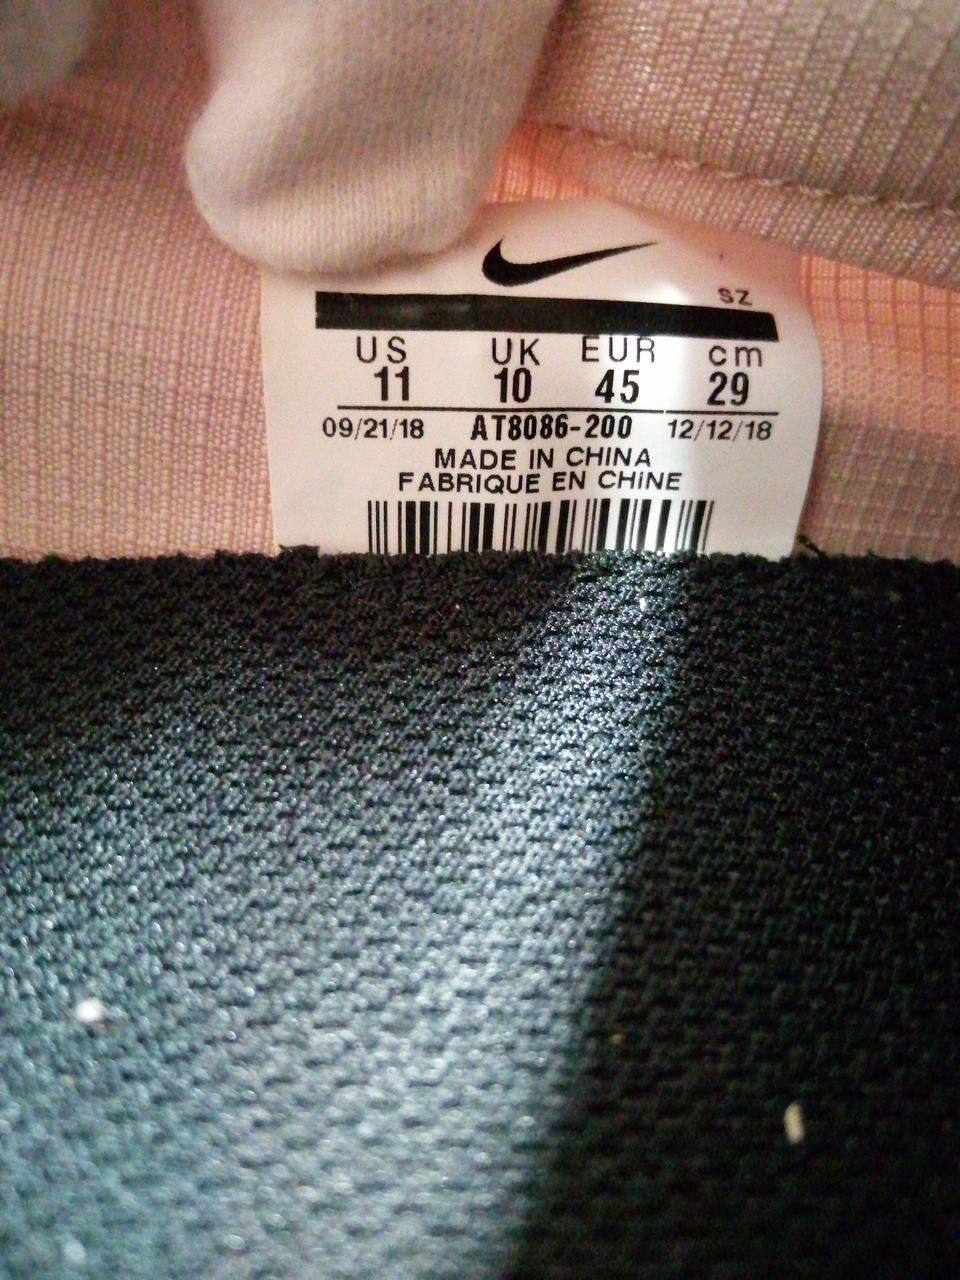 SZ
US UK EUR cm
11 10 45 29
09/21/18 AT8086-200 12/12/18
MADE IN CHINA
FABRIQUE EN CHiNE